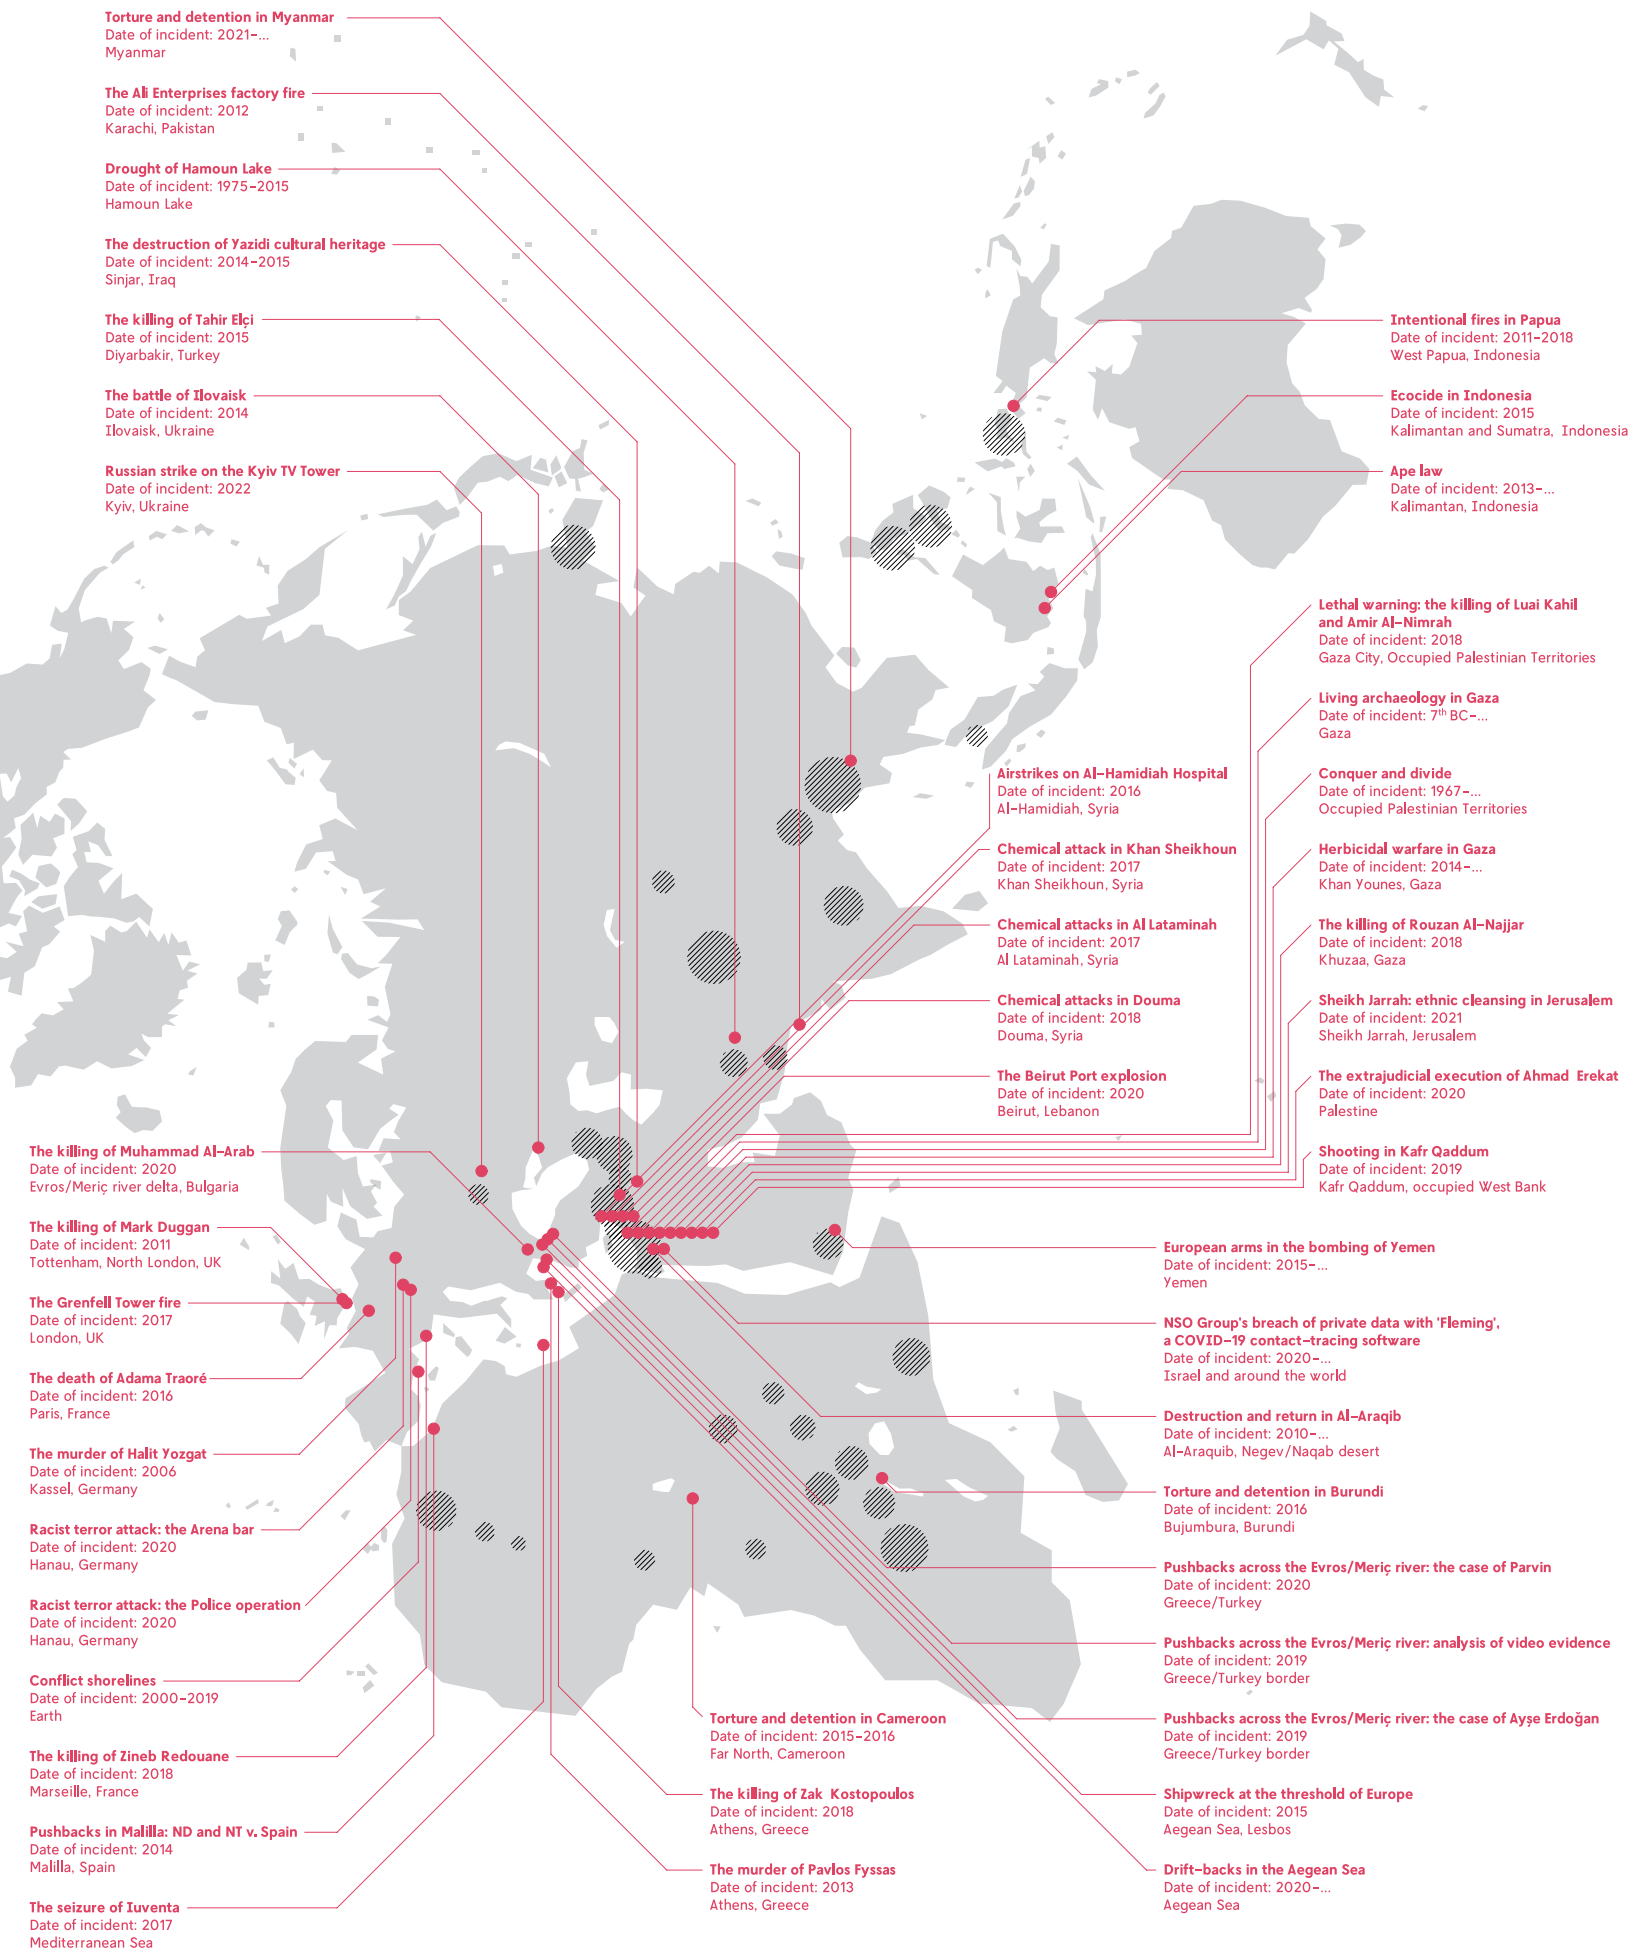 Torture and detention in Myanmar
Date of incident: 2021–...
Myanmar
The Ali Enterprises factory fire
Date of incident: 2012
Karachi, Pakistan
Drought of Hamoun Lake
Date of incident: 1975–2015
Hamoun Lake
The destruction of Yazidi cultural heritage
Date of incident: 2014–2015
Sinjar, Iraq
The killing of Tahir Elçi
Date of incident: 2015
Diyarbakir, Turkey
The battle of Ilovaisk
Date of incident: 2014
Ilovaisk, Ukraine
Russian strike on the Kyiv TV Tower
Date of incident: 2022
Kyiv, Ukraine
Intentional fires in Papua
Date of incident: 2011–2018
West Papua, Indonesia
Ecocide in Indonesia
Date of incident: 2015
Kalimantan and Sumatra, Indonesia
Ape law
Date of incident: 2013–...
Kalimantan, Indonesia
Lethal warning: the killing of Luai Kahil
and Amir Al–Nimrah
Date of incident: 2018
Gaza City, Occupied Palestinian Territories
Living archaeology in Gaza
Date of incident: 7th BC–...
Gaza
Conquer and divide
Date of incident: 1967–...
Occupied Palestinian Territories
Herbicidal warfare in Gaza
Date of incident: 2014–...
Khan Younes, Gaza
The killing of Rouzan Al–Najjar
Date of incident: 2018
Khuzaa, Gaza
Sheikh Jarrah: ethnic cleansing in Jerusalem
Date of incident: 2021
Sheikh Jarrah, Jerusalem
The extrajudicial execution of Ahmad Erekat
Date of incident: 2020
Palestine
Shooting in Kafr Qaddum
Date of incident: 2019
Kafr Qaddum, occupied West Bank
Airstrikes on Al–Hamidiah Hospital
Date of incident: 2016
Al–Hamidiah, Syria
Chemical attack in Khan Sheikhoun
Date of incident: 2017
Khan Sheikhoun, Syria
Chemical attacks in Al Lataminah
Date of incident: 2017
Al Lataminah, Syria
Chemical attacks in Douma
Date of incident: 2018
Douma, Syria
The Beirut Port explosion
Date of incident: 2020
Beirut, Lebanon
The killing of Muhammad Al–Arab
Date of incident: 2020
Evros/Meriç river delta, Bulgaria
The killing of Mark Duggan
Date of incident: 2011
Tottenham, North London, UK
The Grenfell Tower fire
Date of incident: 2017
London, UK
The death of Adama Traoré
Date of incident: 2016
Paris, France
The murder of Halit Yozgat
Date of incident: 2006
Kassel, Germany
Racist terror attack: the Arena bar
Date of incident: 2020
Hanau, Germany
Racist terror attack: the Police operation
Date of incident: 2020
Hanau, Germany
Conflict shorelines
Date of incident: 2000–2019
Earth
The killing of Zineb Redouane
Date of incident: 2018
Marseille, France
Pushbacks in Malilla: ND and NT v. Spain
Date of incident: 2014
Malilla, Spain
The seizure of Iuventa
Date of incident: 2017
Mediterranean Sea
Torture and detention in Cameroon
Date of incident: 2015–2016
Far North, Cameroon
The killing of Zak Kostopoulos
Date of incident: 2018
Athens, Greece
The murder of Pavlos Fyssas
Date of incident: 2013
Athens, Greece
European arms in the bombing of Yemen
Date of incident: 2015–...
Yemen
NSO Group's breach of private data with 'Fleming',
a COVID–19 contact–tracing software
Date of incident: 2020–...
Israel and around the world
Destruction and return in Al–Araqib
Date of incident: 2010–...
Al–Araquib, Negev/Naqab desert
Torture and detention in Burundi
Date of incident: 2016
Bujumbura, Burundi
Pushbacks across the Evros/Meriç river: the case of Parvin
Date of incident: 2020
Greece/Turkey
Pushbacks across the Evros/Meriç river: analysis of video evidence
Date of incident: 2019
Greece/Turkey border
Pushbacks across the Evros/Meriç river: the case of Ayşe Erdoğan
Date of incident: 2019
Greece/Turkey border
Shipwreck at the threshold of Europe
Date of incident: 2015
Aegean Sea, Lesbos
Drift–backs in the Aegean Sea
Date of incident: 2020–...
Aegean Sea